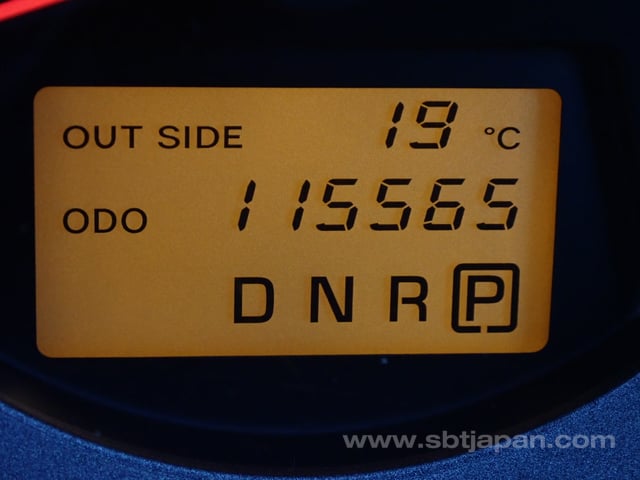 OUT SIDE 19 °C
ODO 115565
D N R P
www.sbtjapan.com